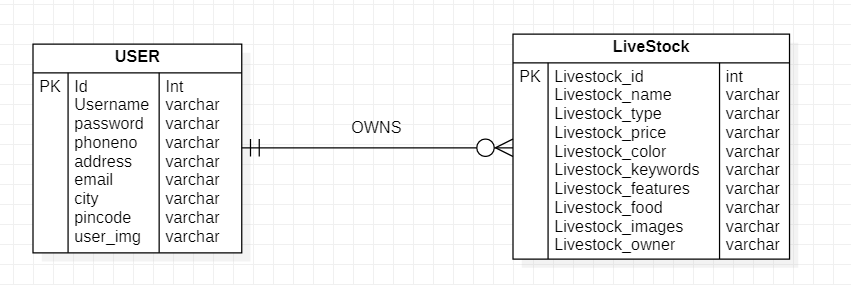 USER
PK Id Int
Username varchar
password varchar
phoneno varchar
address varchar
email varchar
city varchar
pincode varchar
user_img varchar
OWNS
LiveStock
PK Livestock_id int
Livestock_name varchar
Livestock_type varchar
Livestock_price varchar
Livestock_color varchar
Livestock_keywords varchar
Livestock_features varchar
Livestock_food varchar
Livestock_images varchar
Livestock_owner varchar